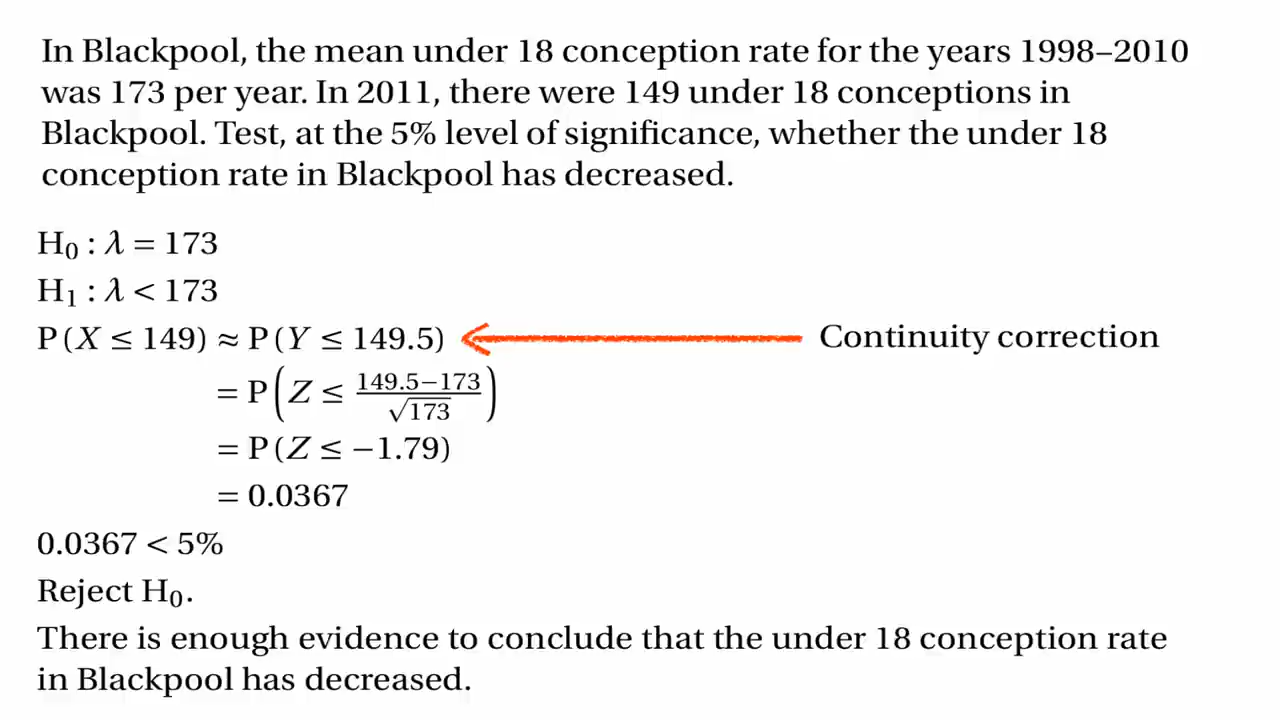 In Blackpool, the mean under 18 conception rate for the years 1998–2010
was 173 per year. In 2011, there were 149 under 18 conceptions in
Blackpool. Test, at the 5% level of significance, whether the under 18
conception rate in Blackpool has decreased.
H₀ : λ = 173
H₁ : λ < 173
P(X ≤ 149) ≈ P(Y ≤ 149.5) Continuity correction
= P(Z ≤ (149.5−173)/√173)
= P(Z ≤ −1.79)
= 0.0367
0.0367 < 5%
Reject H₀.
There is enough evidence to conclude that the under 18 conception rate
in Blackpool has decreased.